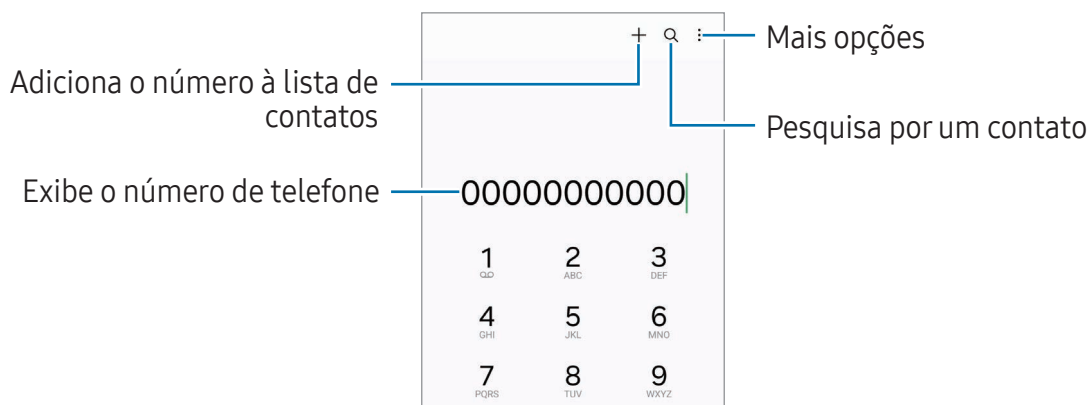 Mais opções
Adiciona o número à lista de
contatos
Pesquisa por um contato
Exibe o número de telefone
00000000000
1 2 3
ABC DEF
4 5 6
GHI JKL MNO
7 8 9
PQRS TUV WXYZ